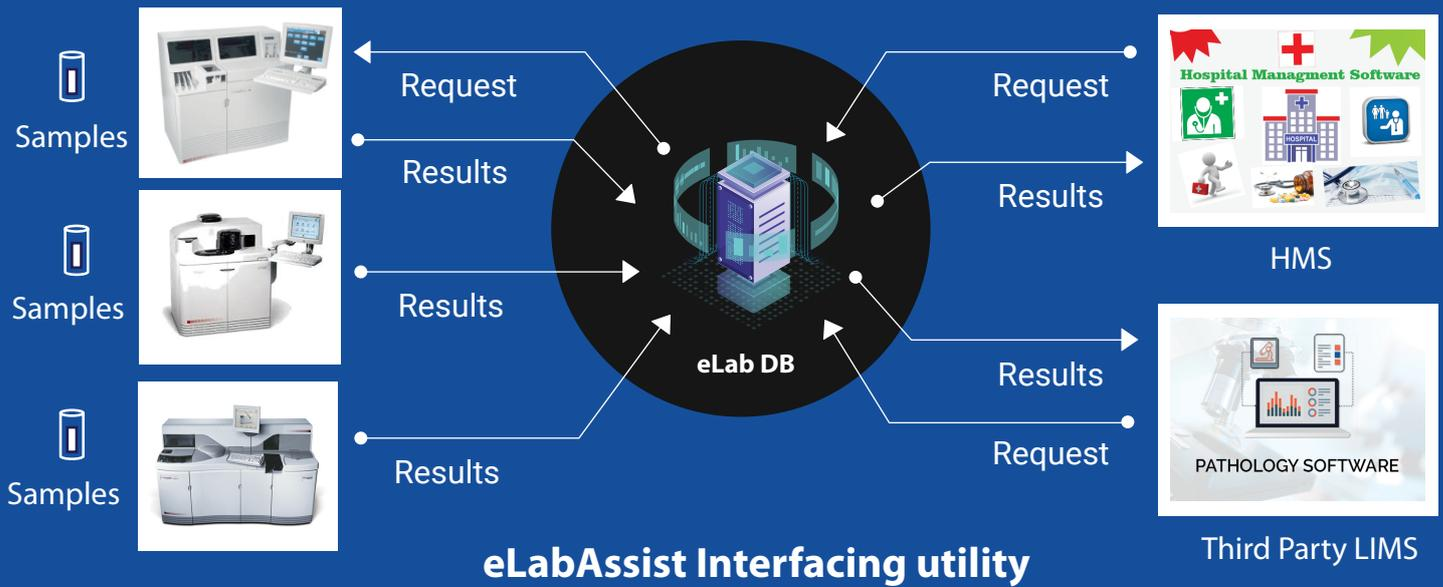 Samples
Request
Results
Samples
Results
Samples
Results
eLab DB
Request
Results
Hospital Managment Software
HOSPITAL
HMS
Results
Request
PATHOLOGY SOFTWARE
Third Party LIMS
eLabAssist Interfacing utility